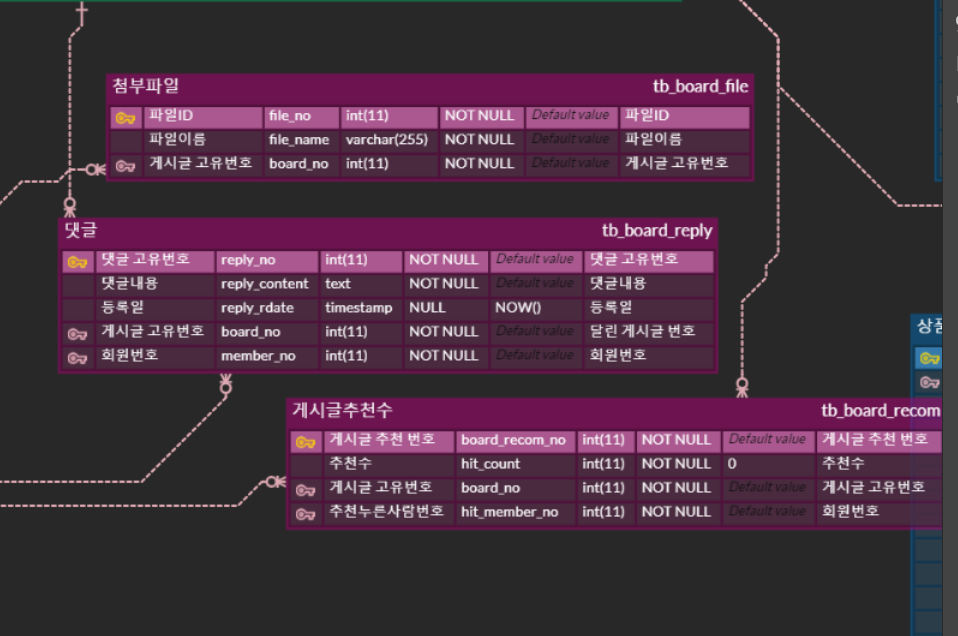 첨부파일 tb_board_file
파일ID file_no int(11) NOT NULL Default value 파일ID
파일이름 file_name varchar(255) NOT NULL Default value 파일이름
게시글 고유번호 board_no int(11) NOT NULL Default value 게시글 고유번호
댓글 tb_board_reply
댓글 고유번호 reply_no int(11) NOT NULL Default value 댓글 고유번호
댓글내용 reply_content text NOT NULL Default value 댓글내용
등록일 reply_rdate timestamp NULL NOW() 등록일
게시글 고유번호 board_no int(11) NOT NULL Default value 달린 게시글 번호
회원번호 member_no int(11) NOT NULL Default value 회원번호
상품
게시글추천수 tb_board_recom
게시글 추천 번호 board_recom_no int(11) NOT NULL Default value 게시글 추천 번호
추천수 hit_count int(11) NOT NULL 0 추천수
게시글 고유번호 board_no int(11) NOT NULL Default value 게시글 고유번호
추천누른사람번호 hit_member_no int(11) NOT NULL Default value 회원번호